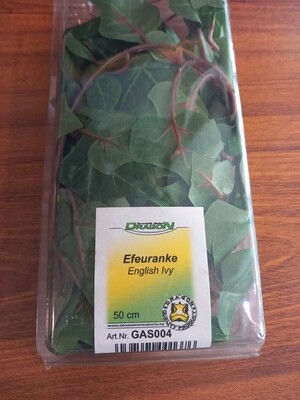 DRAGON
Efeuranke
English Ivy
50 cm
Art.Nr. GAS004